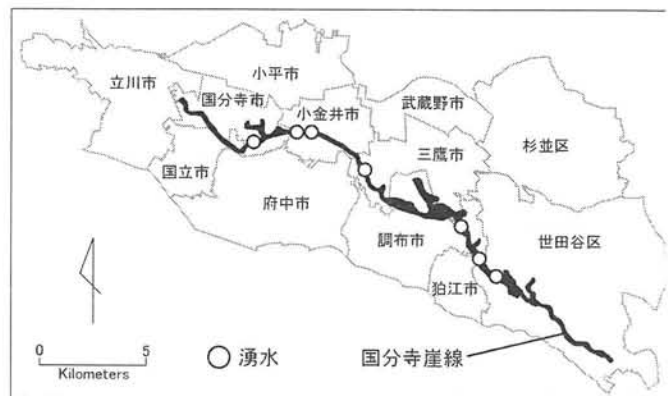 立川市
小平市
国分寺市
小金井市
武蔵野市
杉並区
三鷹市
国立市
府中市
調布市
世田谷区
狛江市
0 5
Kilometers
湧水
国分寺崖線